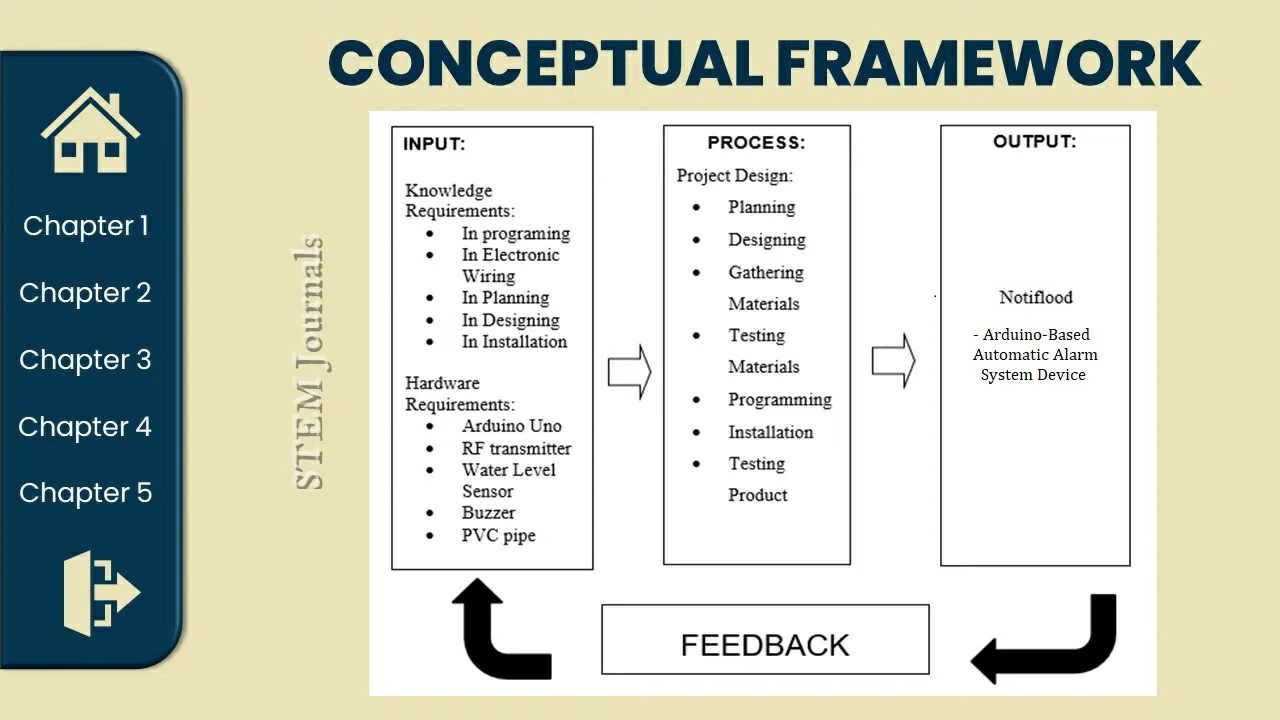 CONCEPTUAL FRAMEWORK
Chapter 1
Chapter 2
Chapter 3
Chapter 4
Chapter 5
STEM Journals
INPUT:
Knowledge
Requirements:
• In programing
• In Electronic
Wiring
• In Planning
• In Designing
• In Installation
Hardware
Requirements:
• Arduino Uno
• RF transmitter
• Water Level
Sensor
• Buzzer
• PVC pipe
PROCESS:
Project Design:
• Planning
• Designing
• Gathering
Materials
• Testing
Materials
• Programming
• Installation
• Testing
Product
OUTPUT:
Notiflood
- Arduino-Based
Automatic Alarm
System Device
FEEDBACK